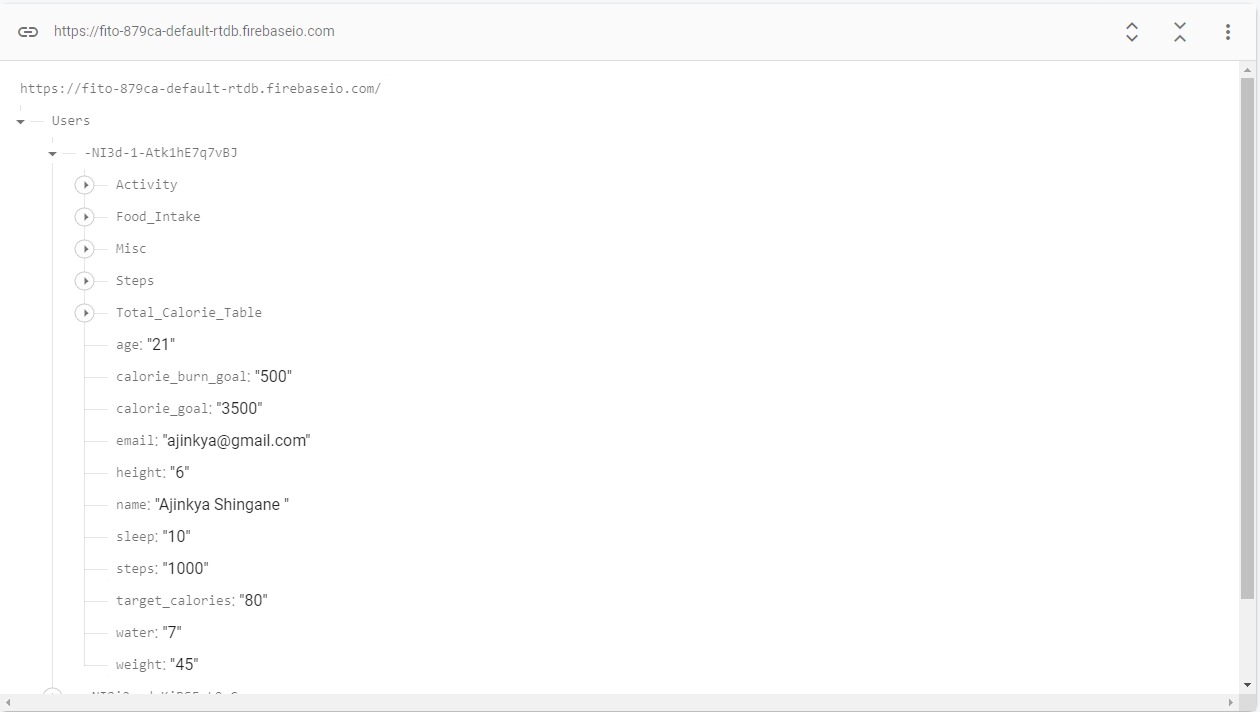 https://fito-879ca-default-rtdb.firebaseio.com
https://fito-879ca-default-rtdb.firebaseio.com/
Users
-NI3d-1-Atk1hE7q7vBJ
Activity
Food_Intake
Misc
Steps
Total_Calorie_Table
age: "21"
calorie_burn_goal: "500"
calorie_goal: "3500"
email: "ajinkya@gmail.com"
height: "6"
name: "Ajinkya Shingane "
sleep: "10"
steps: "1000"
target_calories: "80"
water: "7"
weight: "45"